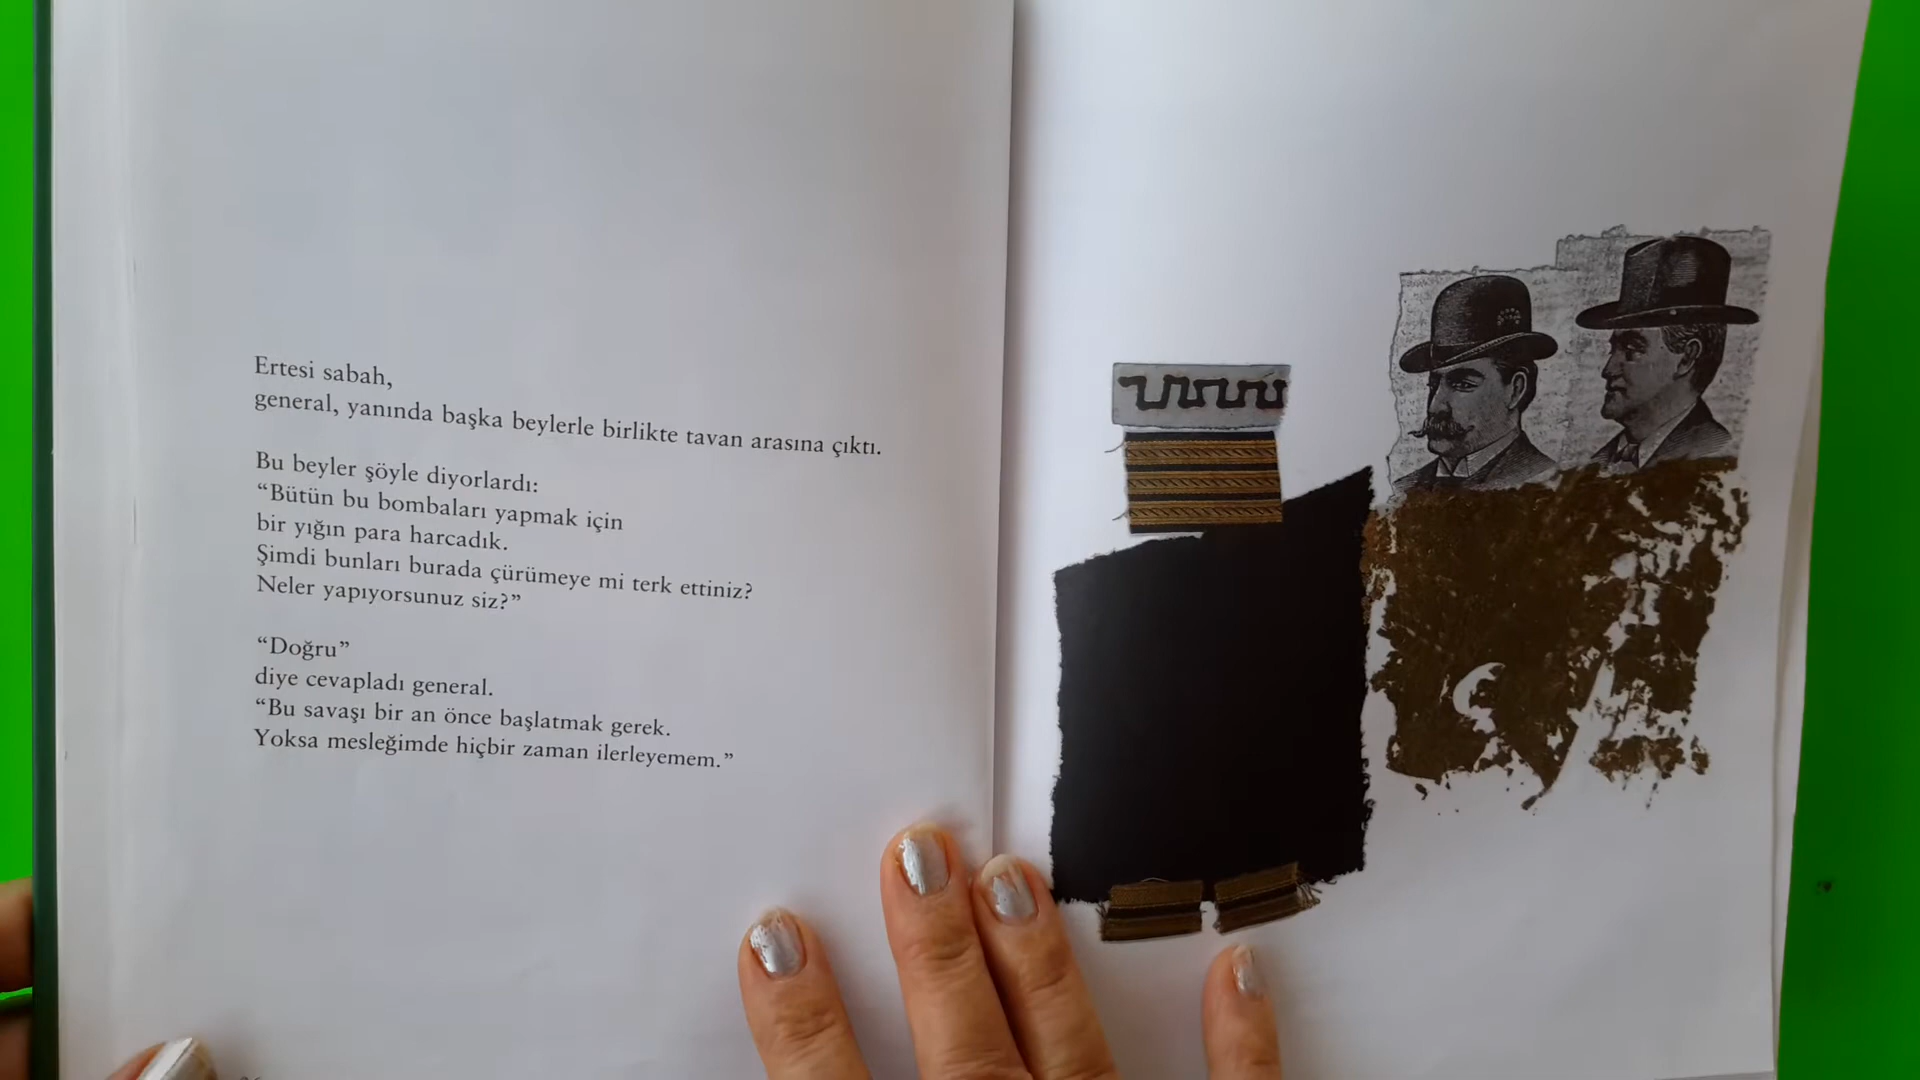 Ertesi sabah,
general, yanında başka beylerle birlikte tavan arasına çıktı.
Bu beyler şöyle diyorlardı:
“Bütün bu bombaları yapmak için
bir yığın para harcadık.
Şimdi bunları burada çürümeye mi terk ettiniz?
Neler yapıyorsunuz siz?”
“Doğru”
diye cevapladı general.
“Bu savaşı bir an önce başlatmak gerek.
Yoksa mesleğimde hiçbir zaman ilerleyemem.”